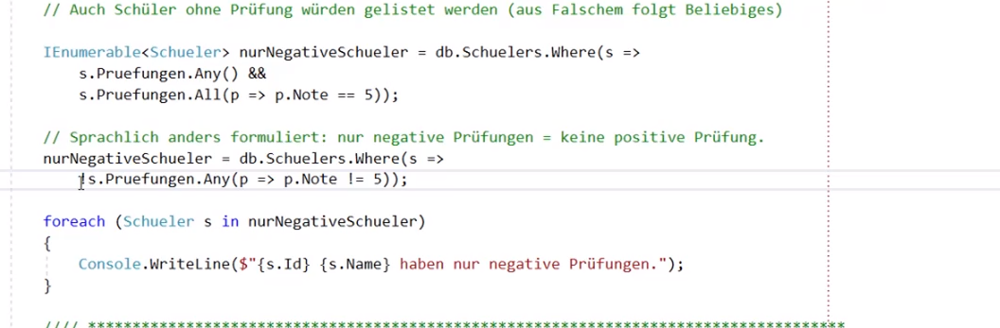 // Auch Schüler ohne Prüfung würden gelistet werden (aus Falschem folgt Beliebiges)
IEnumerable<Schueler> nurNegativeSchueler = db.Schuelers.Where(s =>
s.Pruefungen.Any() &&
s.Pruefungen.All(p => p.Note == 5));
// Sprachlich anders formuliert: nur negative Prüfungen = keine positive Prüfung.
nurNegativeSchueler = db.Schuelers.Where(s =>
!s.Pruefungen.Any(p => p.Note != 5));
foreach (Schueler s in nurNegativeSchueler)
{
Console.WriteLine($"{s.Id} {s.Name} haben nur negative Prüfungen.");
}